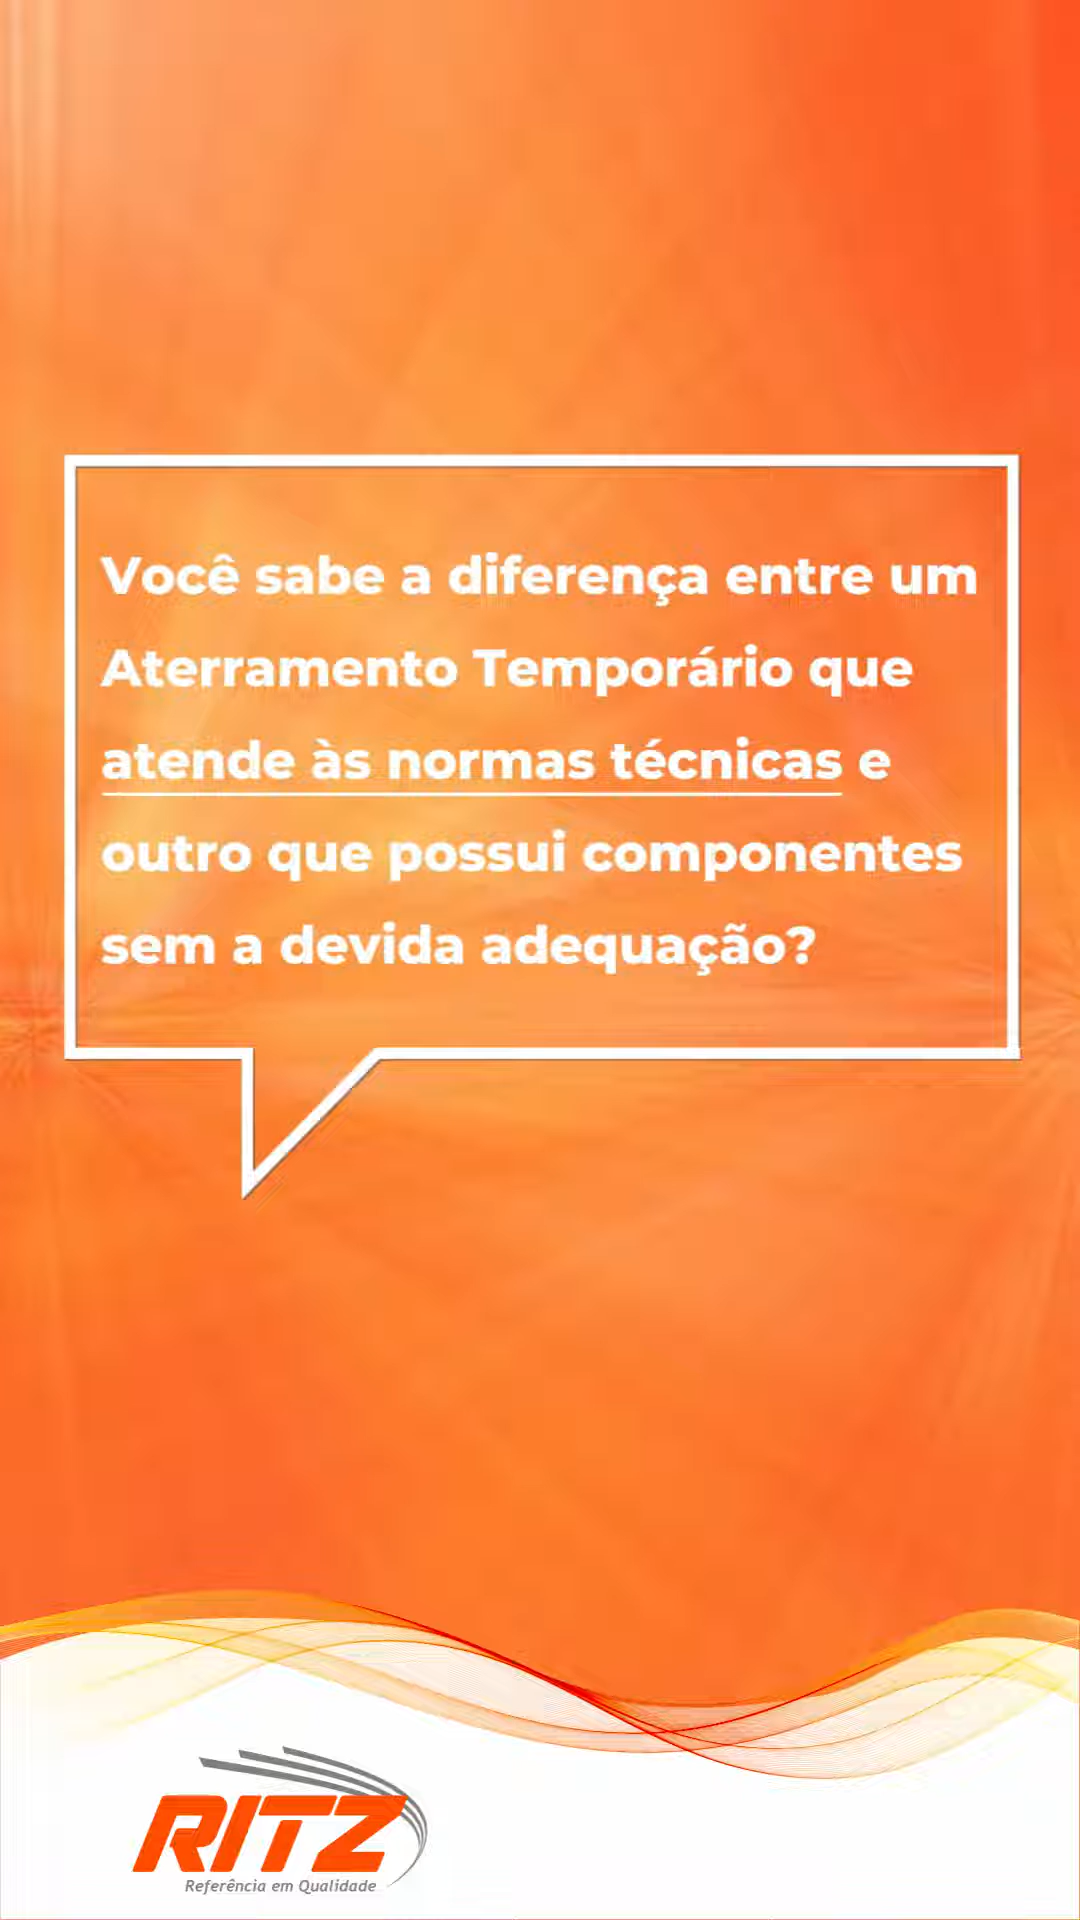 Você sabe a diferença entre um
Aterramento Temporário que
atende às normas técnicas e
outro que possui componentes
sem a devida adequação?
RITZ
Referência em Qualidade